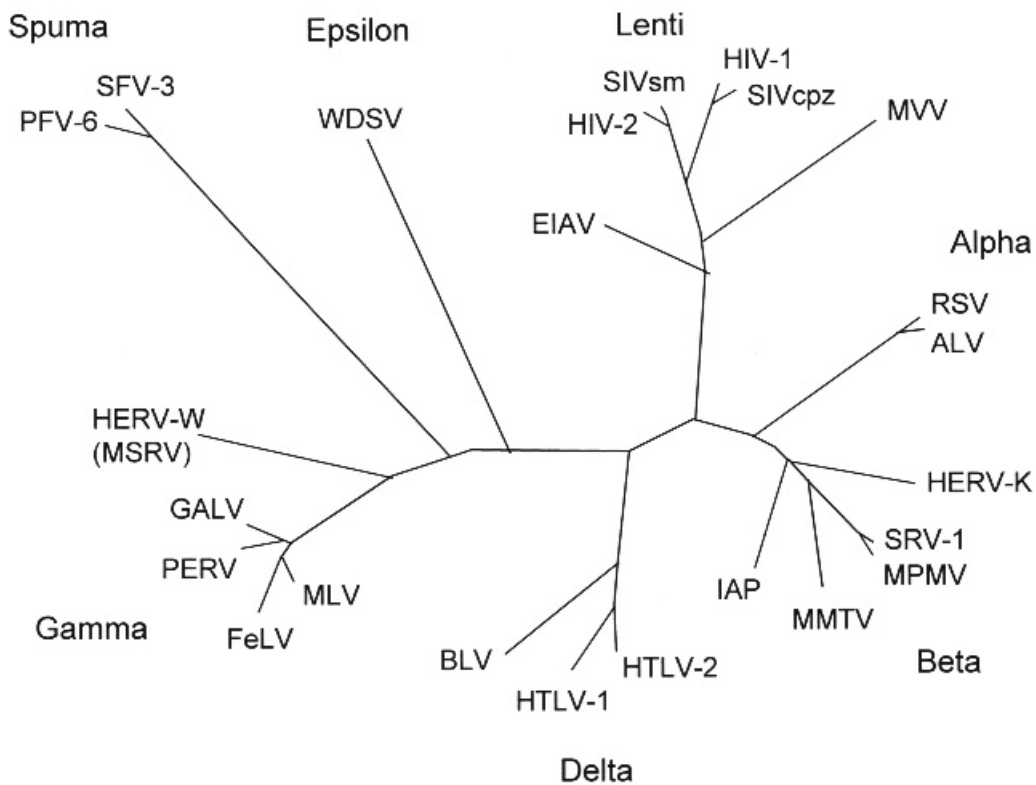 Spuma
Epsilon
Lenti
SFV-3
PFV-6
WDSV
SIVsm
HIV-1
SIVcpz
HIV-2
MVV
EIAV
Alpha
RSV
ALV
HERV-W
(MSRV)
HERV-K
GALV
PERV
SRV-1
MPMV
IAP
MLV
MMTV
Gamma
FeLV
BLV
HTLV-2
HTLV-1
Beta
Delta